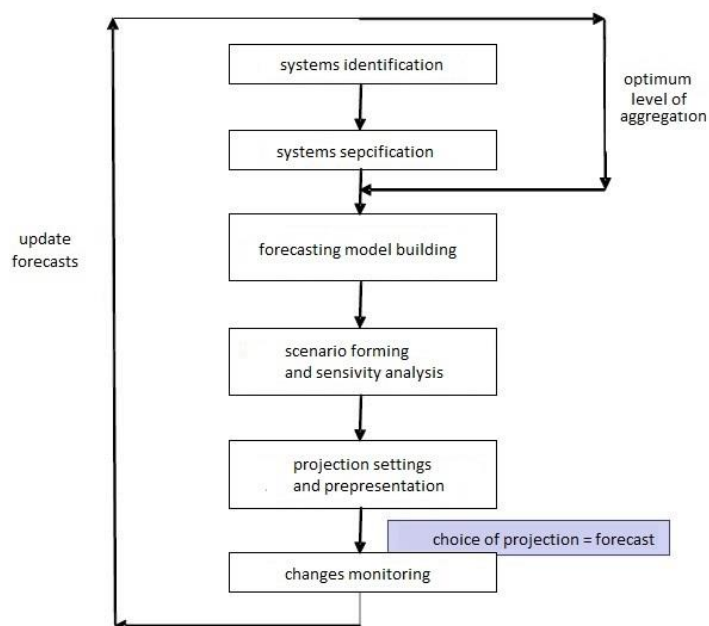 systems identification
optimum
level of
aggregation
systems sepcification
update
forecasts
forecasting model building
scenario forming
and sensivity analysis
projection settings
and prepresentation
choice of projection = forecast
changes monitoring